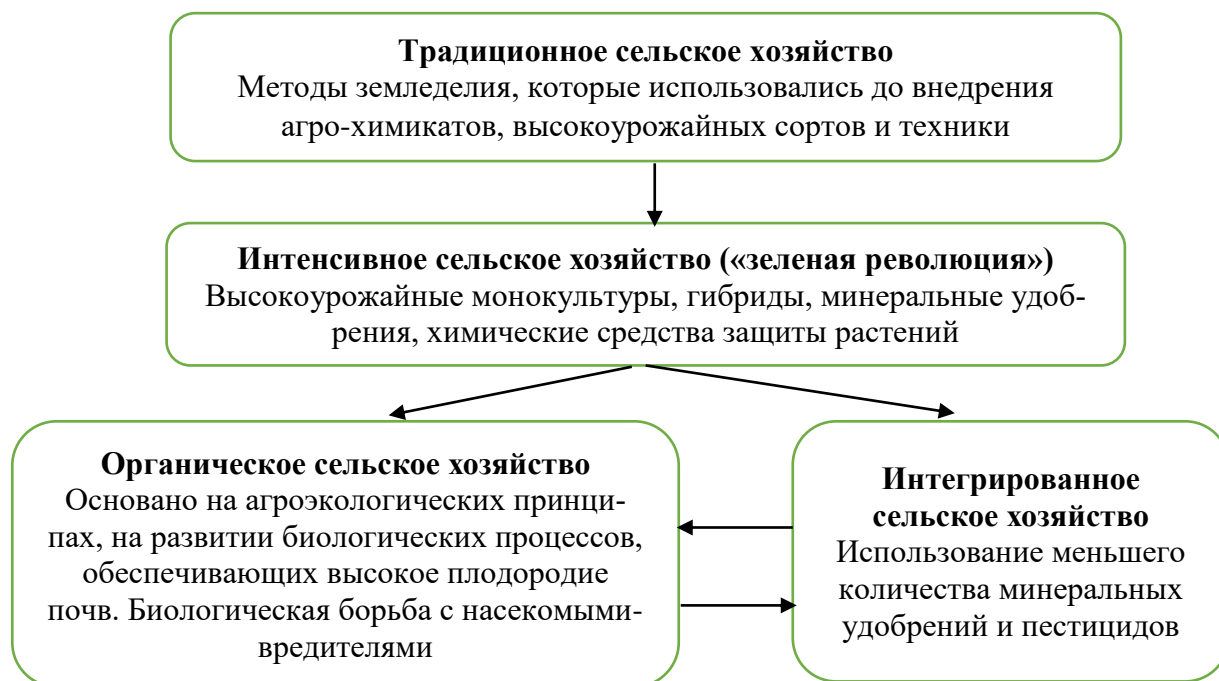 Традиционное сельское хозяйство
Методы земледелия, которые использовались до внедрения
агро-химикатов, высокоурожайных сортов и техники
Интенсивное сельское хозяйство («зеленая революция»)
Высокоурожайные монокультуры, гибриды, минеральные удоб-
рения, химические средства защиты растений
Органическое сельское хозяйство
Основано на агроэкологических принци-
пах, на развитии биологических процессов,
обеспечивающих высокое плодородие
почв. Биологическая борьба с насекомыми-
вредителями
Интегрированное
сельское хозяйство
Использование меньшего
количества минеральных
удобрений и пестицидов